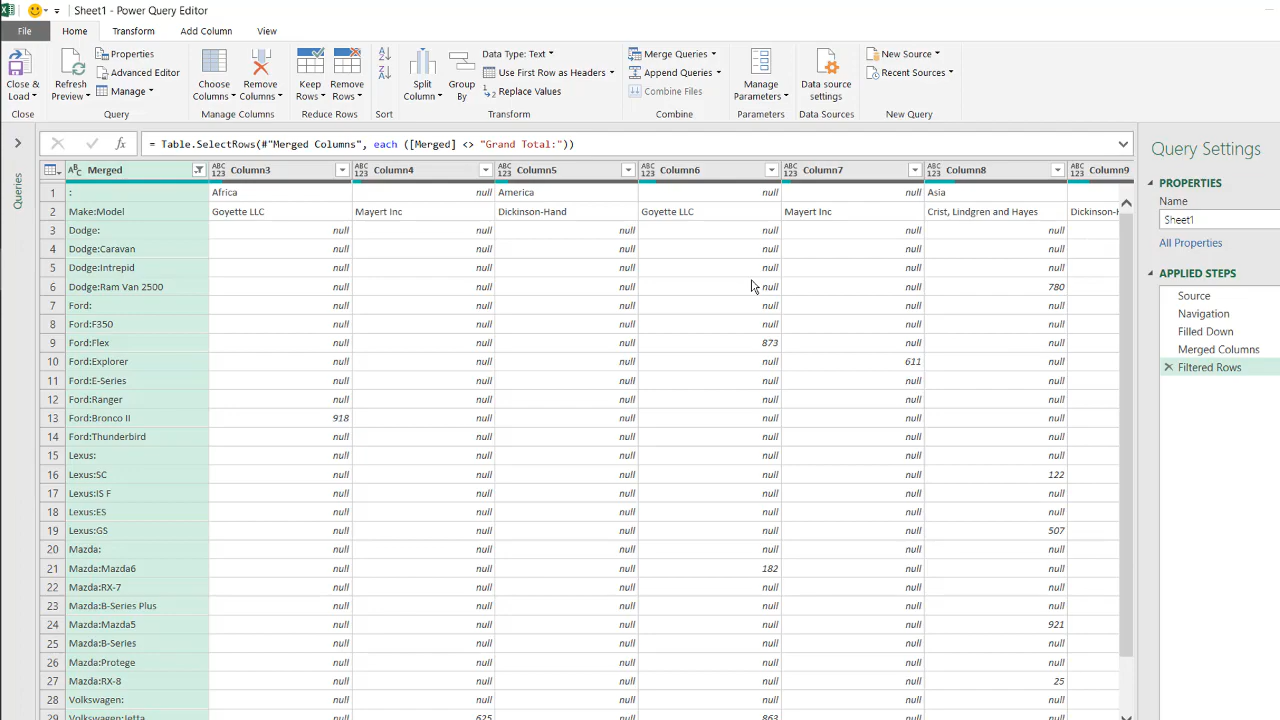 Sheet1 - Power Query Editor
File Home Transform Add Column View
Close & Load
Refresh Preview
Properties
Advanced Editor
Manage
Choose Columns
Remove Columns
Keep Rows
Remove Rows
Split Column
Group By
Data Type: Text
Use First Row as Headers
Replace Values
Merge Queries
Append Queries
Combine Files
Manage Parameters
Data source settings
New Source
Recent Sources
Close Query Manage Columns Reduce Rows Sort Transform Combine Parameters Data Sources New Query
fx = Table.SelectRows(#"Merged Columns", each ([Merged] <> "Grand Total:"))
Queries
Merged Column3 Column4 Column5 Column6 Column7 Column8 Column9
1 : Africa null America null null Asia
2 Make:Model Goyette LLC Mayert Inc Dickinson-Hand Goyette LLC Mayert Inc Crist, Lindgren and Hayes Dickinson-H
3 Dodge: null null null null null null
4 Dodge:Caravan null null null null null null
5 Dodge:Intrepid null null null null null null
6 Dodge:Ram Van 2500 null null null null null 780
7 Ford: null null null null null null
8 Ford:F350 null null null null null null
9 Ford:Flex null null null 873 null null
10 Ford:Explorer null null null null 611 null
11 Ford:E-Series null null null null null null
12 Ford:Ranger null null null null null null
13 Ford:Bronco II 918 null null null null null
14 Ford:Thunderbird null null null null null null
15 Lexus: null null null null null null
16 Lexus:SC null null null null null 122
17 Lexus:IS F null null null null null null
18 Lexus:ES null null null null null null
19 Lexus:GS null null null null null 507
20 Mazda: null null null null null null
21 Mazda:Mazda6 null null null 182 null null
22 Mazda:RX-7 null null null null null null
23 Mazda:B-Series Plus null null null null null null
24 Mazda:Mazda5 null null null null null 921
25 Mazda:B-Series null null null null null null
26 Mazda:Protege null null null null null null
27 Mazda:RX-8 null null null null null 25
28 Volkswagen: null null null null null null
29 Volkswagen:Jetta null 625 null 863 null null
Query Settings
PROPERTIES
Name
Sheet1
All Properties
APPLIED STEPS
Source
Navigation
Filled Down
Merged Columns
Filtered Rows